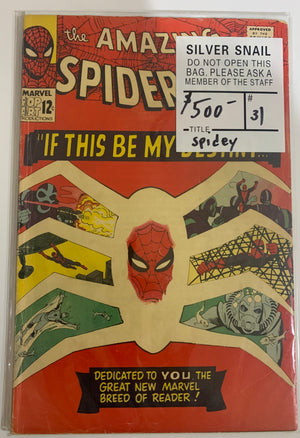 the AMAZING
SPIDER
APPROVED
BY THE
MARVEL
POP
ART
PRODUCTIONS
12¢
SILVER SNAIL
DO NOT OPEN THIS
BAG. PLEASE ASK A
MEMBER OF THE STAFF
$500-
#
31
TITLE
Spidey
"IF THIS BE MY DESTINY...
DEDICATED TO YOU THE
GREAT NEW MARVEL
BREED OF READER!